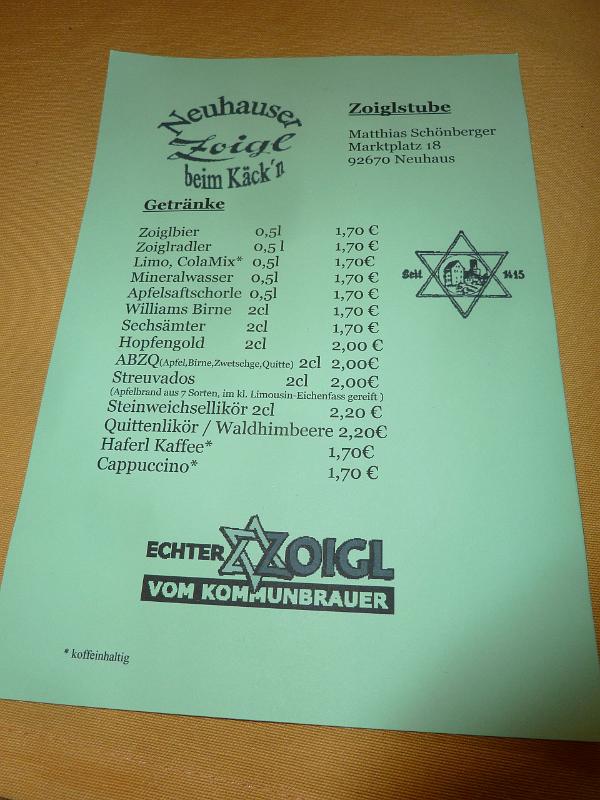 Neuhauser
Zoigl
beim Käck'n
Zoiglstube
Matthias Schönberger
Marktplatz 18
92670 Neuhaus
Getränke
Zoiglbier 0,5l 1,70 €
Zoiglradler 0,5 l 1,70 €
Limo, ColaMix* 0,5l 1,70€
Mineralwasser 0,5l 1,70 €
Apfelsaftschorle 0,5l 1,70 €
Williams Birne 2cl 1,70 €
Sechsämter 2cl 1,70 €
Hopfengold 2cl 2,00 €
ABZQ(Apfel,Birne,Zwetschge,Quitte) 2cl 2,00€
Streuvados 2cl 2,00€
(Apfelbrand aus 7 Sorten, im kl. Limousin-Eichenfass gereift )
Steinweichsellikör 2cl 2,20 €
Quittenlikör / Waldhimbeere 2,20€
Haferl Kaffee* 1,70€
Cappuccino* 1,70 €
Seit 1415
ECHTER ZOIGL
VOM KOMMUNBRAUER
* koffeinhaltig